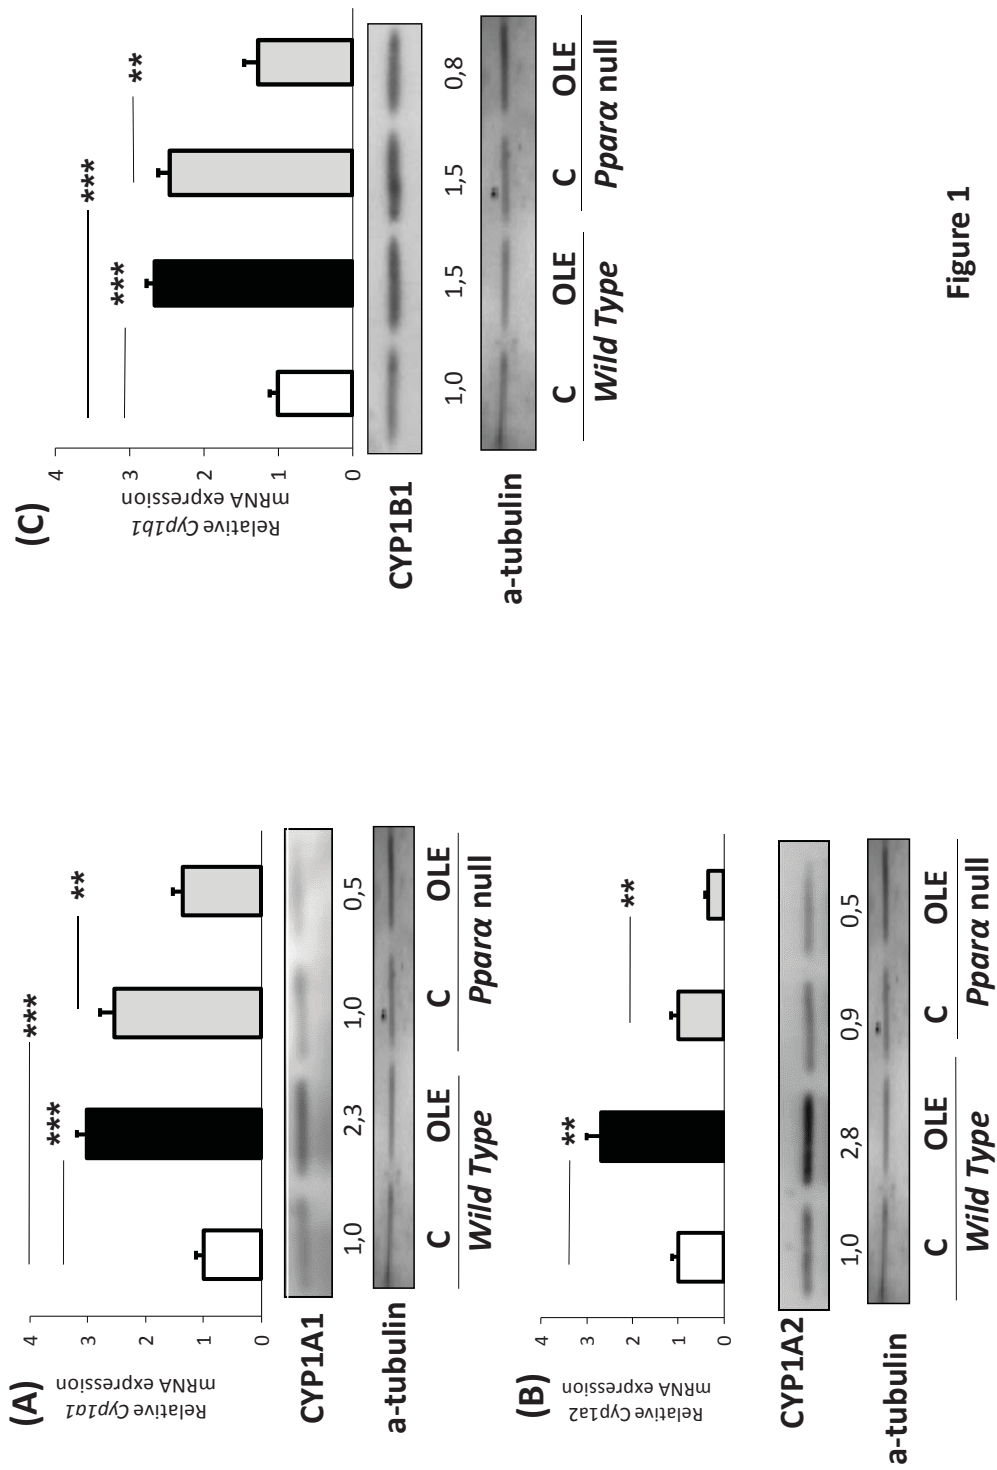 (A)
Relative Cyp1a1
mRNA expression
4
3
2
1
0
***
***
**
CYP1A1
1,0 2,3 1,0 0,5
a-tubulin
C OLE C OLE
Wild Type Pparα null
(B)
Relative Cyp1a2
mRNA expression
4
3
2
1
0
**
**
CYP1A2
1,0 2,8 0,9 0,5
a-tubulin
C OLE C OLE
Wild Type Pparα null
(C)
Relative Cyp1b1
mRNA expression
4
3
2
1
0
***
***
**
CYP1B1
1,0 1,5 1,5 0,8
a-tubulin
C OLE C OLE
Wild Type Pparα null
Figure 1